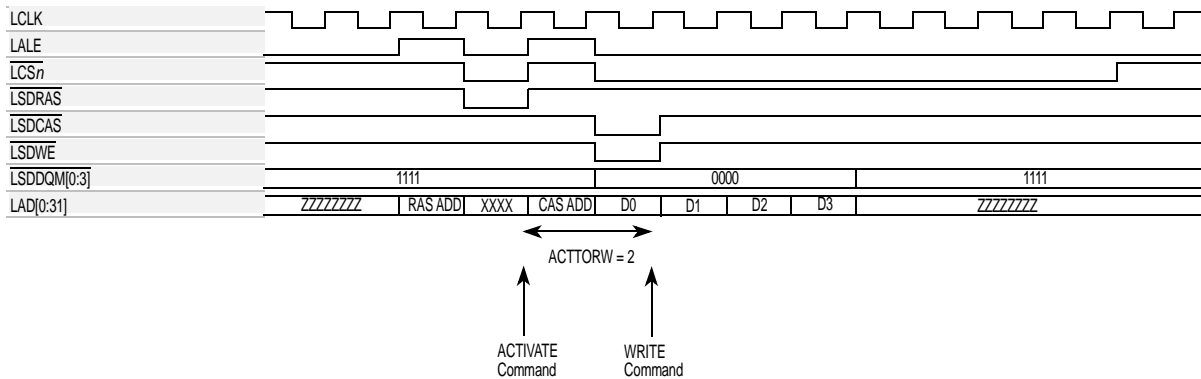 LCLK
LALE
LCSn
LSDRAS
LSDCAS
LSDWE
LSDDQM[0:3] 1111 0000 1111
LAD[0:31] ZZZZZZZZ RAS ADD XXXX CAS ADD D0 D1 D2 D3 ZZZZZZZZ
ACTTORW = 2
ACTIVATE WRITE
Command Command